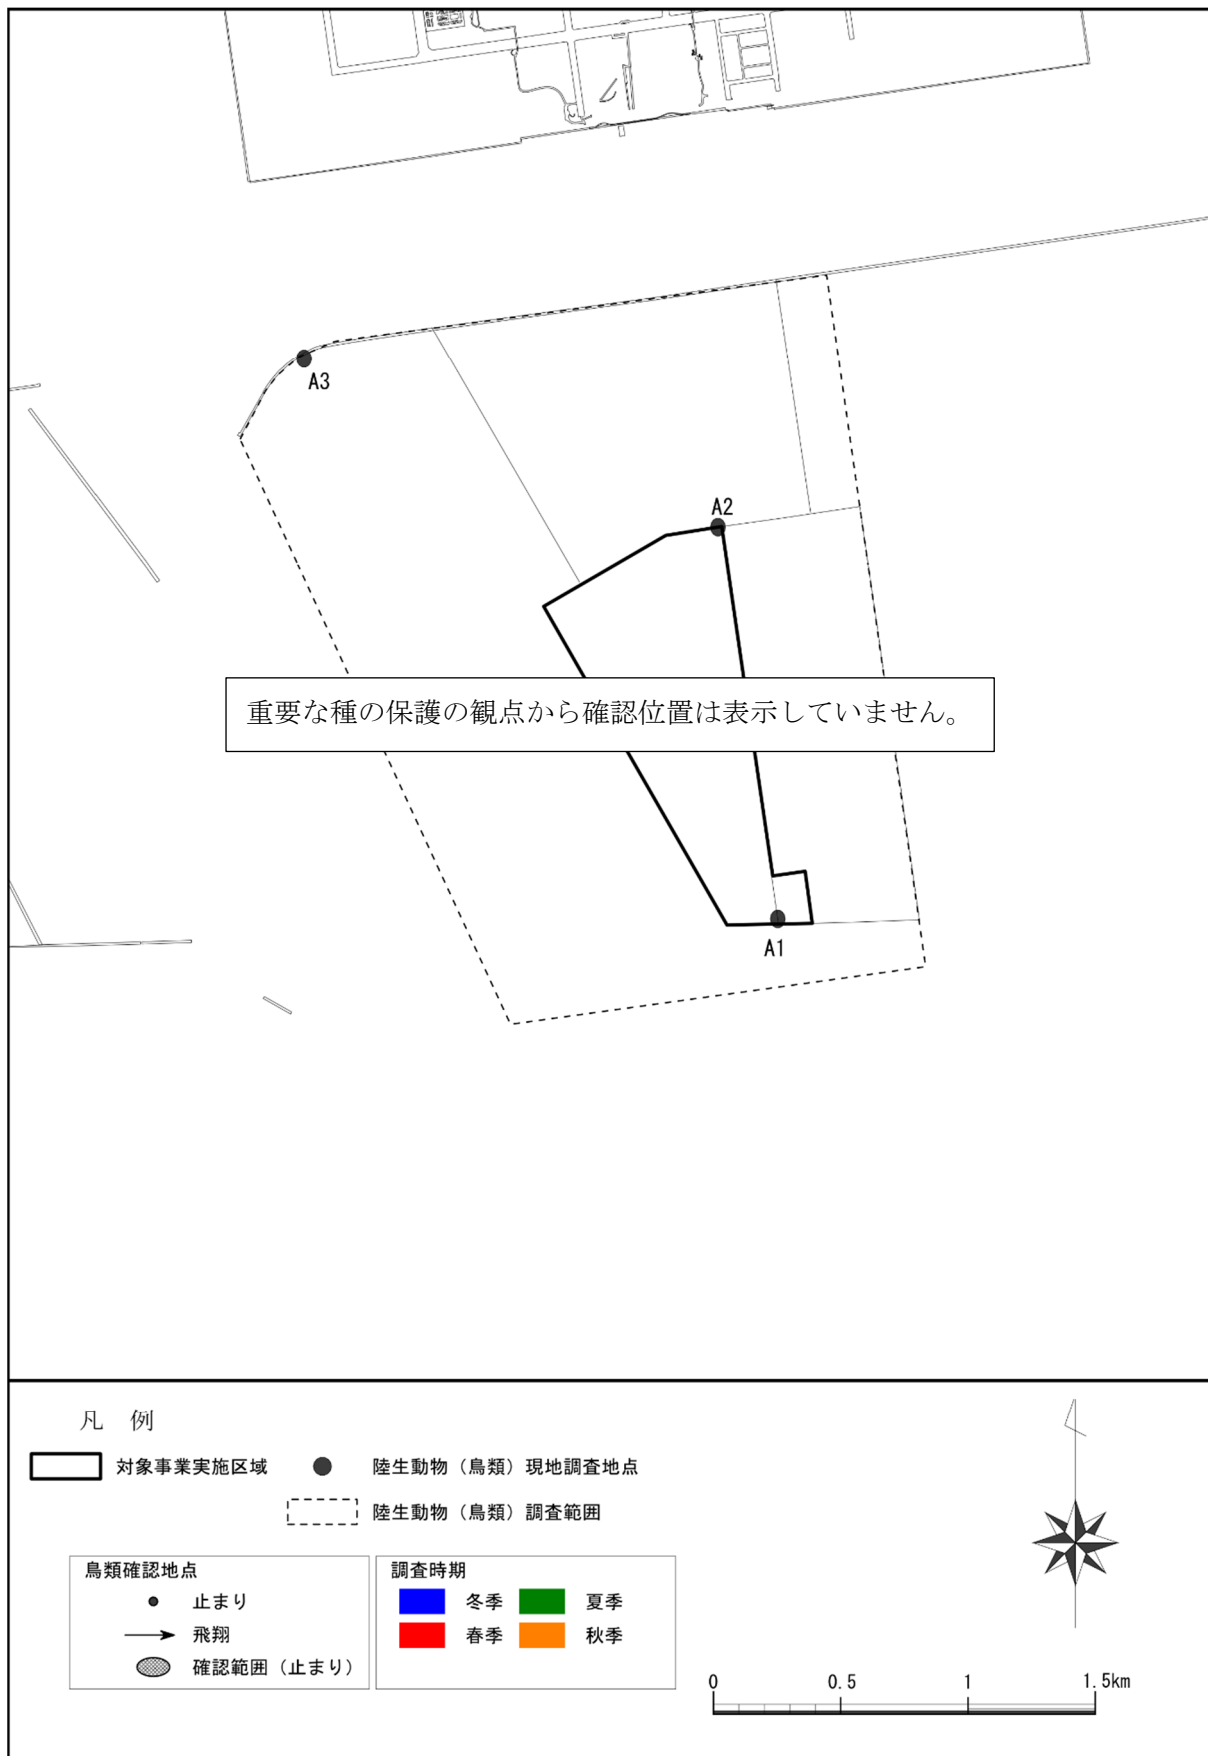 A3
A2
重要な種の保護の観点から確認位置は表示していません。
A1
凡 例
対象事業実施区域
陸生動物（鳥類）現地調査地点
陸生動物（鳥類）調査範囲
鳥類確認地点
止まり
飛翔
確認範囲（止まり）
調査時期
冬季 夏季
春季 秋季
0 0.5 1 1.5km